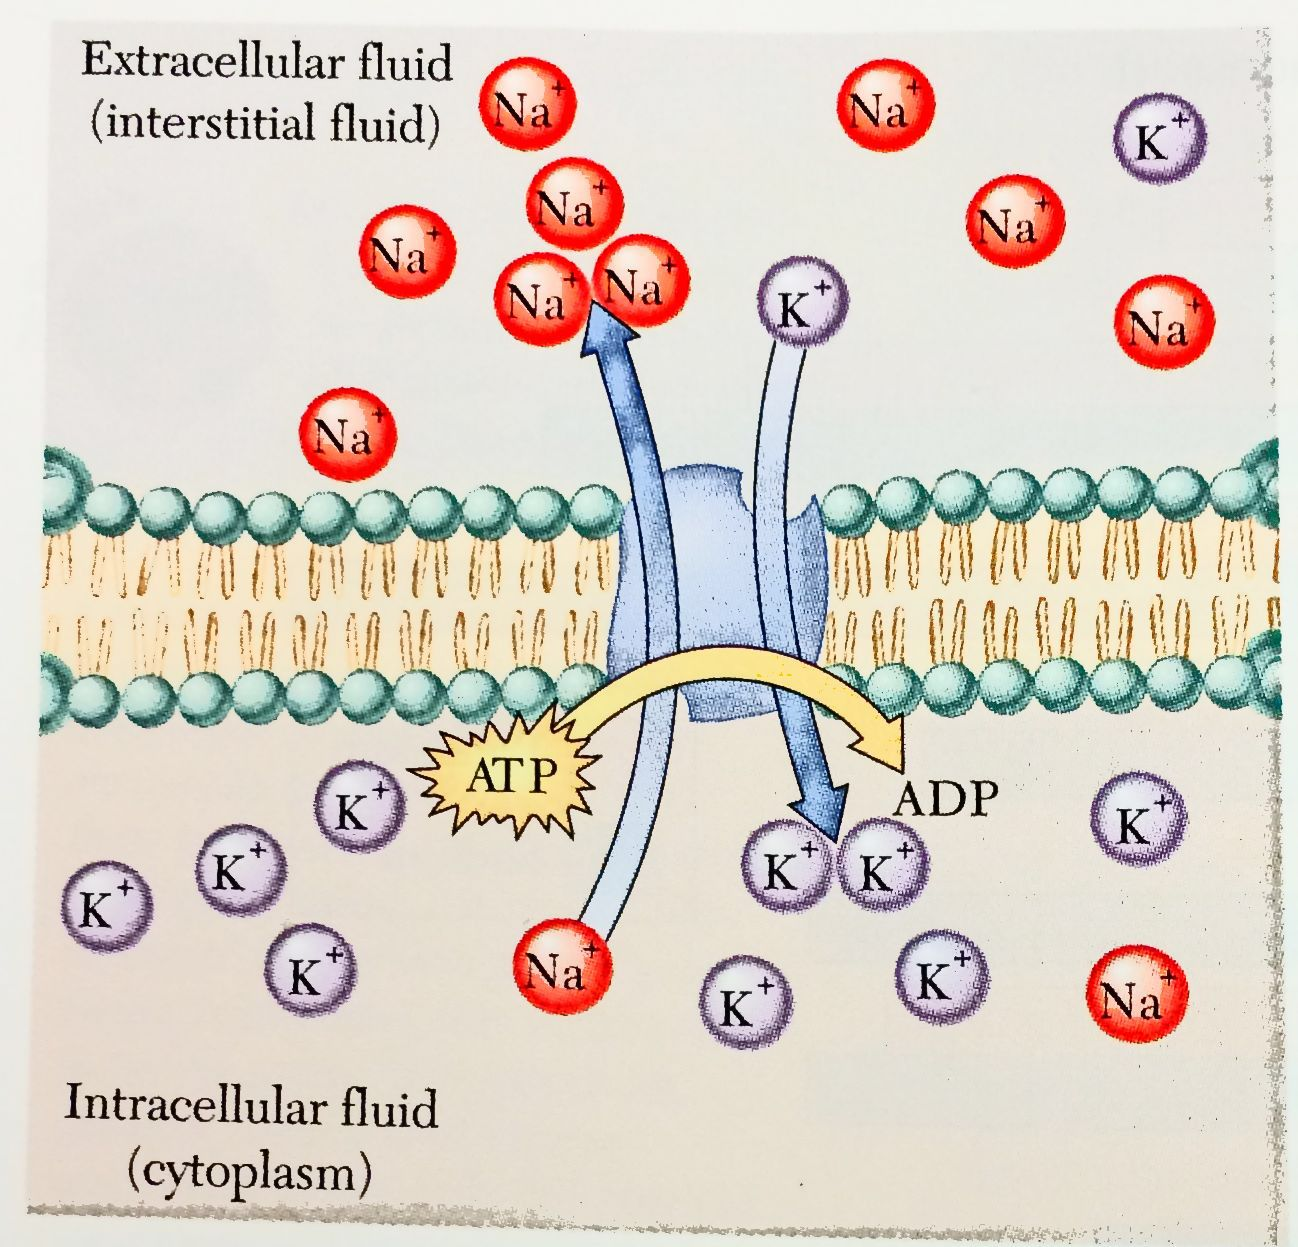 Extracellular fluid
(interstitial fluid)
Na+
Na+
K+
Na+
Na+
Na+
Na+
Na+
K+
Na+
Na+
ATP
K+
ADP
K+
K+
K+
K+
K+
K+
Na+
K+
K+
Na+
Intracellular fluid
(cytoplasm)